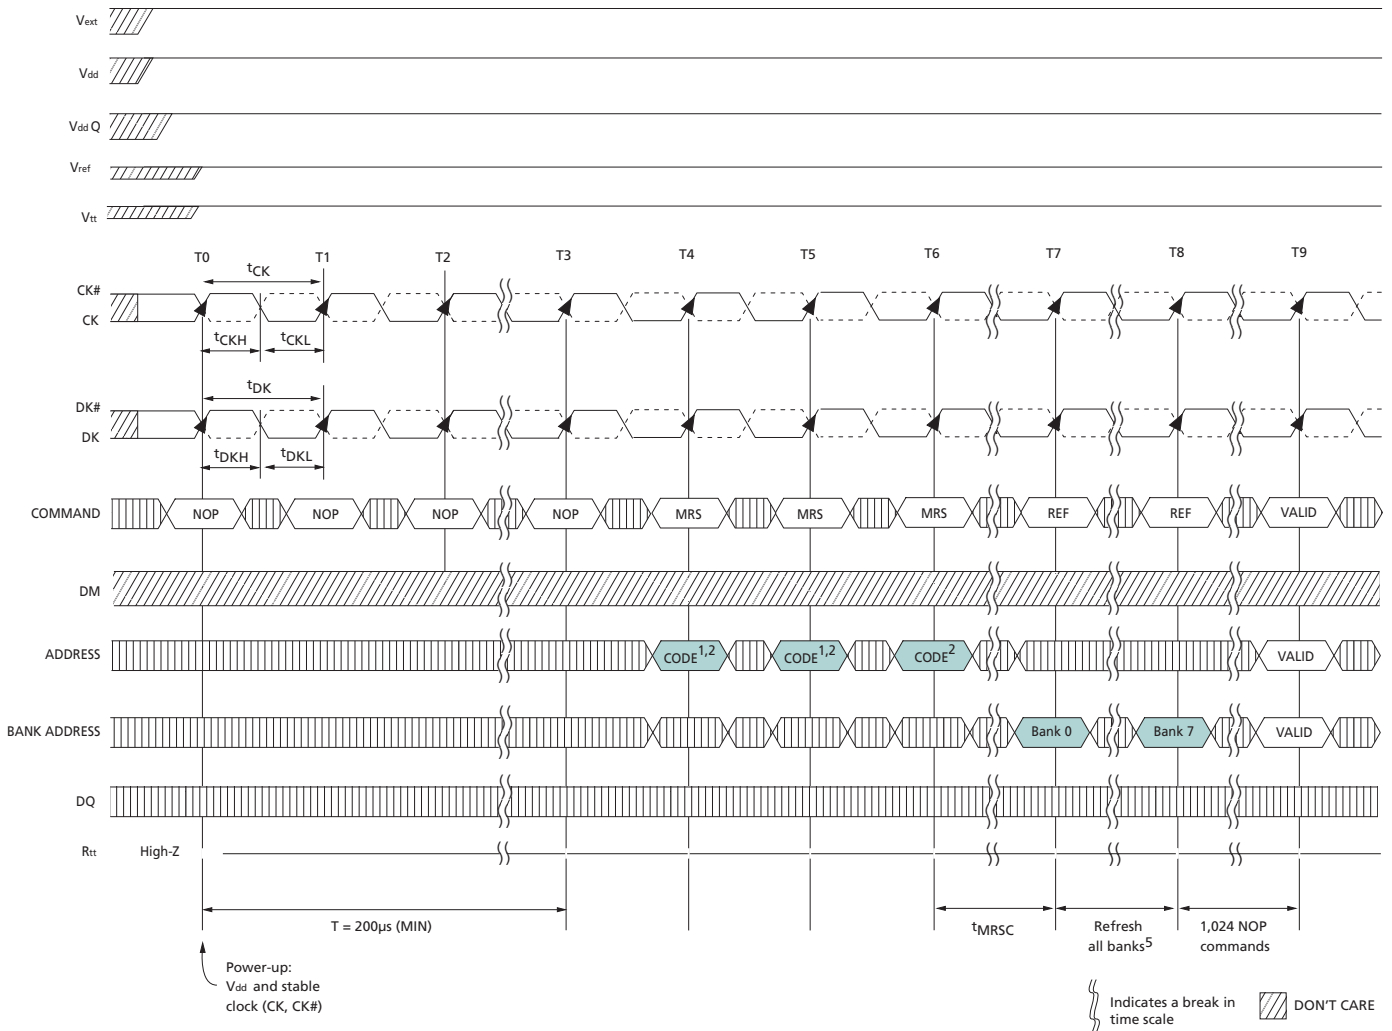 Vext
Vdd
Vdd Q
Vref
Vtt
T0 T1 T2 T3 T4 T5 T6 T7 T8 T9
tCK
CK#
CK
tCKH tCKL
tDK
DK#
DK
tDKH tDKL
COMMAND NOP NOP NOP NOP MRS MRS MRS REF REF VALID
DM
ADDRESS CODE1,2 CODE1,2 CODE2 VALID
BANK ADDRESS Bank 0 Bank 7 VALID
DQ
Rtt High-Z
T = 200µs (MIN)
tMRSC
Refresh
all banks5
1,024 NOP
commands
Power-up:
Vdd and stable
clock (CK, CK#)
Indicates a break in
time scale
DON'T CARE